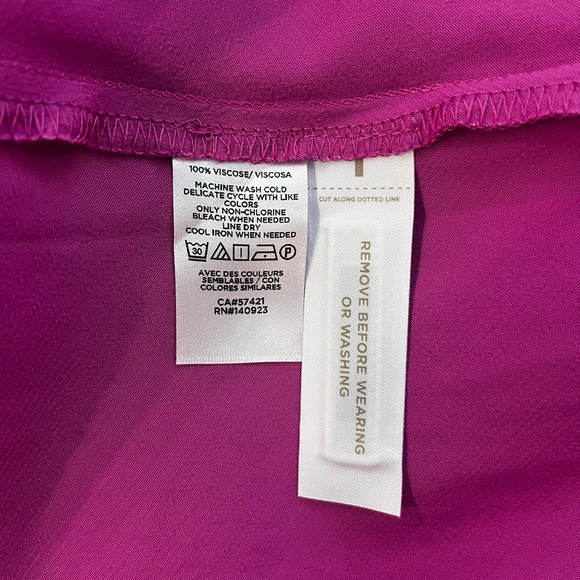 100% VISCOSE/ VISCOSA
MACHINE WASH COLD
DELICATE CYCLE WITH LIKE
COLORS
ONLY NON-CHLORINE
BLEACH WHEN NEEDED
LINE DRY
COOL IRON WHEN NEEDED
30 P
AVEC DES COULEURS
SEMBLABLES / CON
COLORES SIMILARES
CA#57421
RN#140923
CUT ALONG DOTTED LINE
REMOVE BEFORE WEARING
OR WASHING